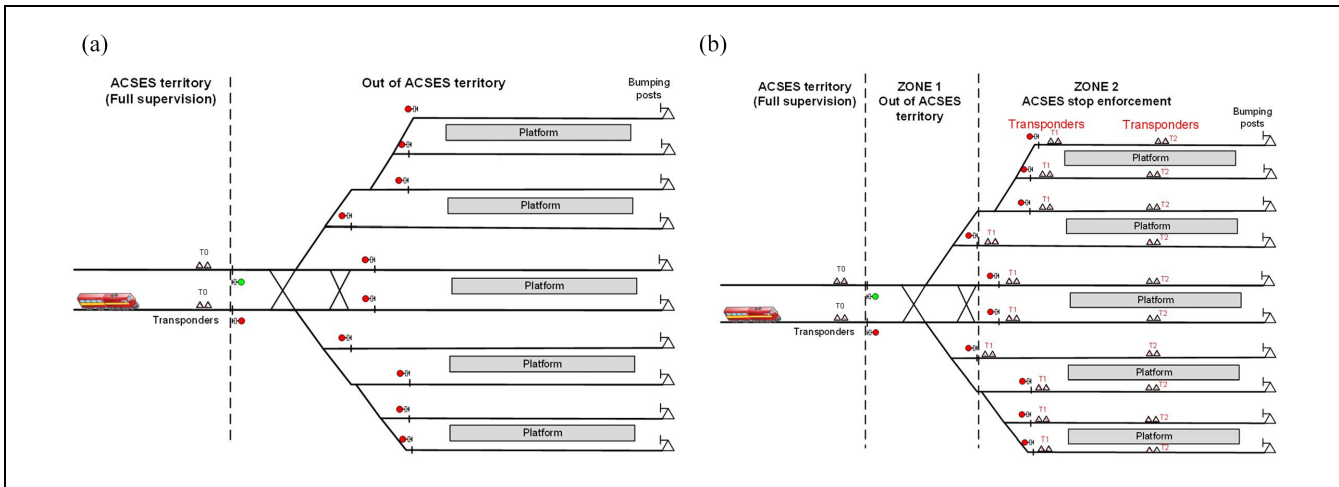 (a)
ACSES territory
(Full supervision)
Out of ACSES territory
Bumping
posts
Platform
Platform
T0
Platform
T0
Transponders
Platform
Platform
(b)
ACSES territory
(Full supervision)
ZONE 1
Out of ACSES
territory
ZONE 2
ACSES stop enforcement
Transponders Transponders
Bumping
posts
T1 T2
Platform
T1 T2
T1 T2
Platform
T1 T2
T0
T1 T2
Platform
T0
T1 T2
Transponders
T1 T2
Platform
T1 T2
T1 T2
Platform
T1 T2